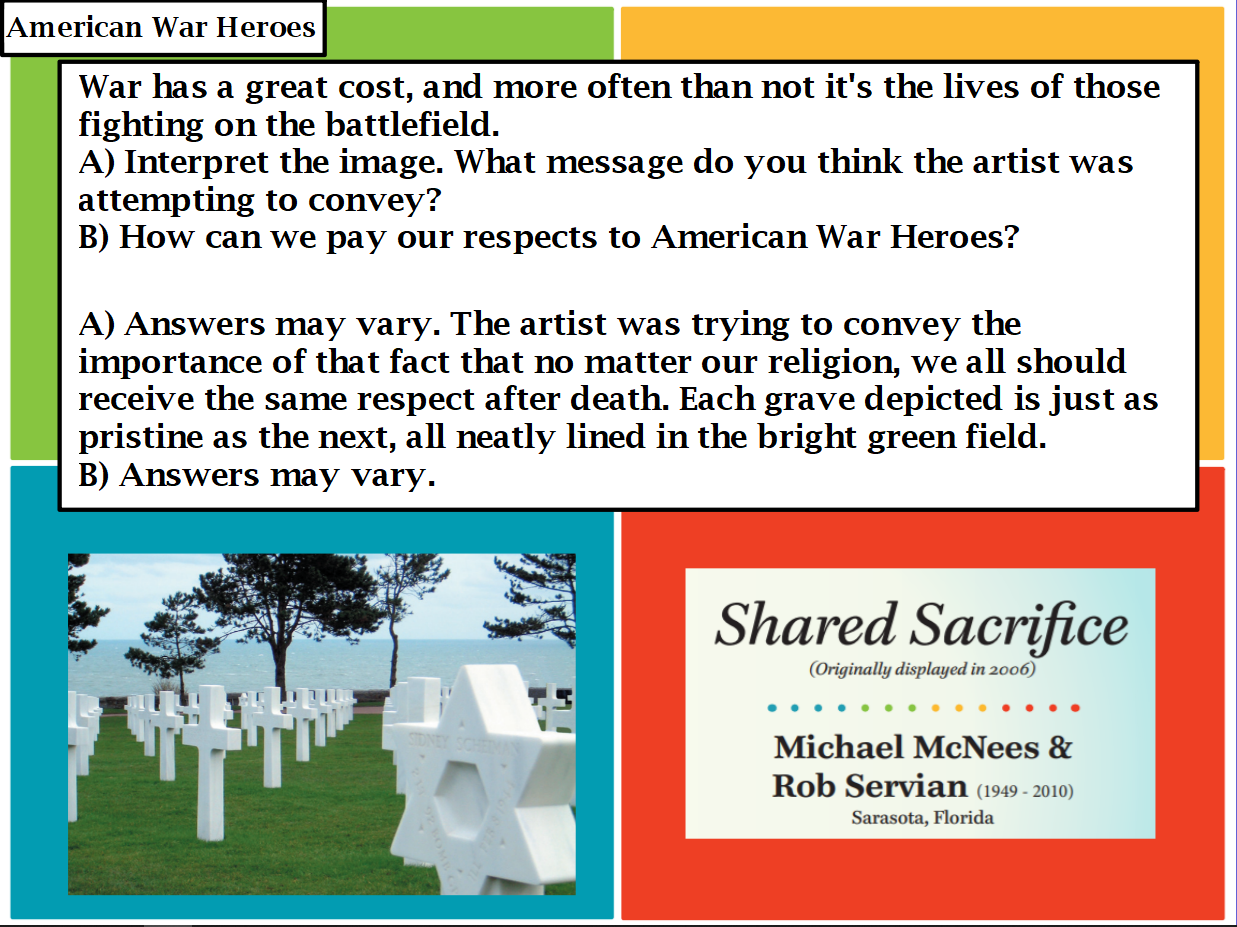 American War Heroes
War has a great cost, and more often than not it's the lives of those
fighting on the battlefield.
A) Interpret the image. What message do you think the artist was
attempting to convey?
B) How can we pay our respects to American War Heroes?
A) Answers may vary. The artist was trying to convey the
importance of that fact that no matter our religion, we all should
receive the same respect after death. Each grave depicted is just as
pristine as the next, all neatly lined in the bright green field.
B) Answers may vary.
SIDNEY
Shared Sacrifice
(Originally displayed in 2006)
Michael McNees &
Rob Servian (1949 - 2010)
Sarasota, Florida